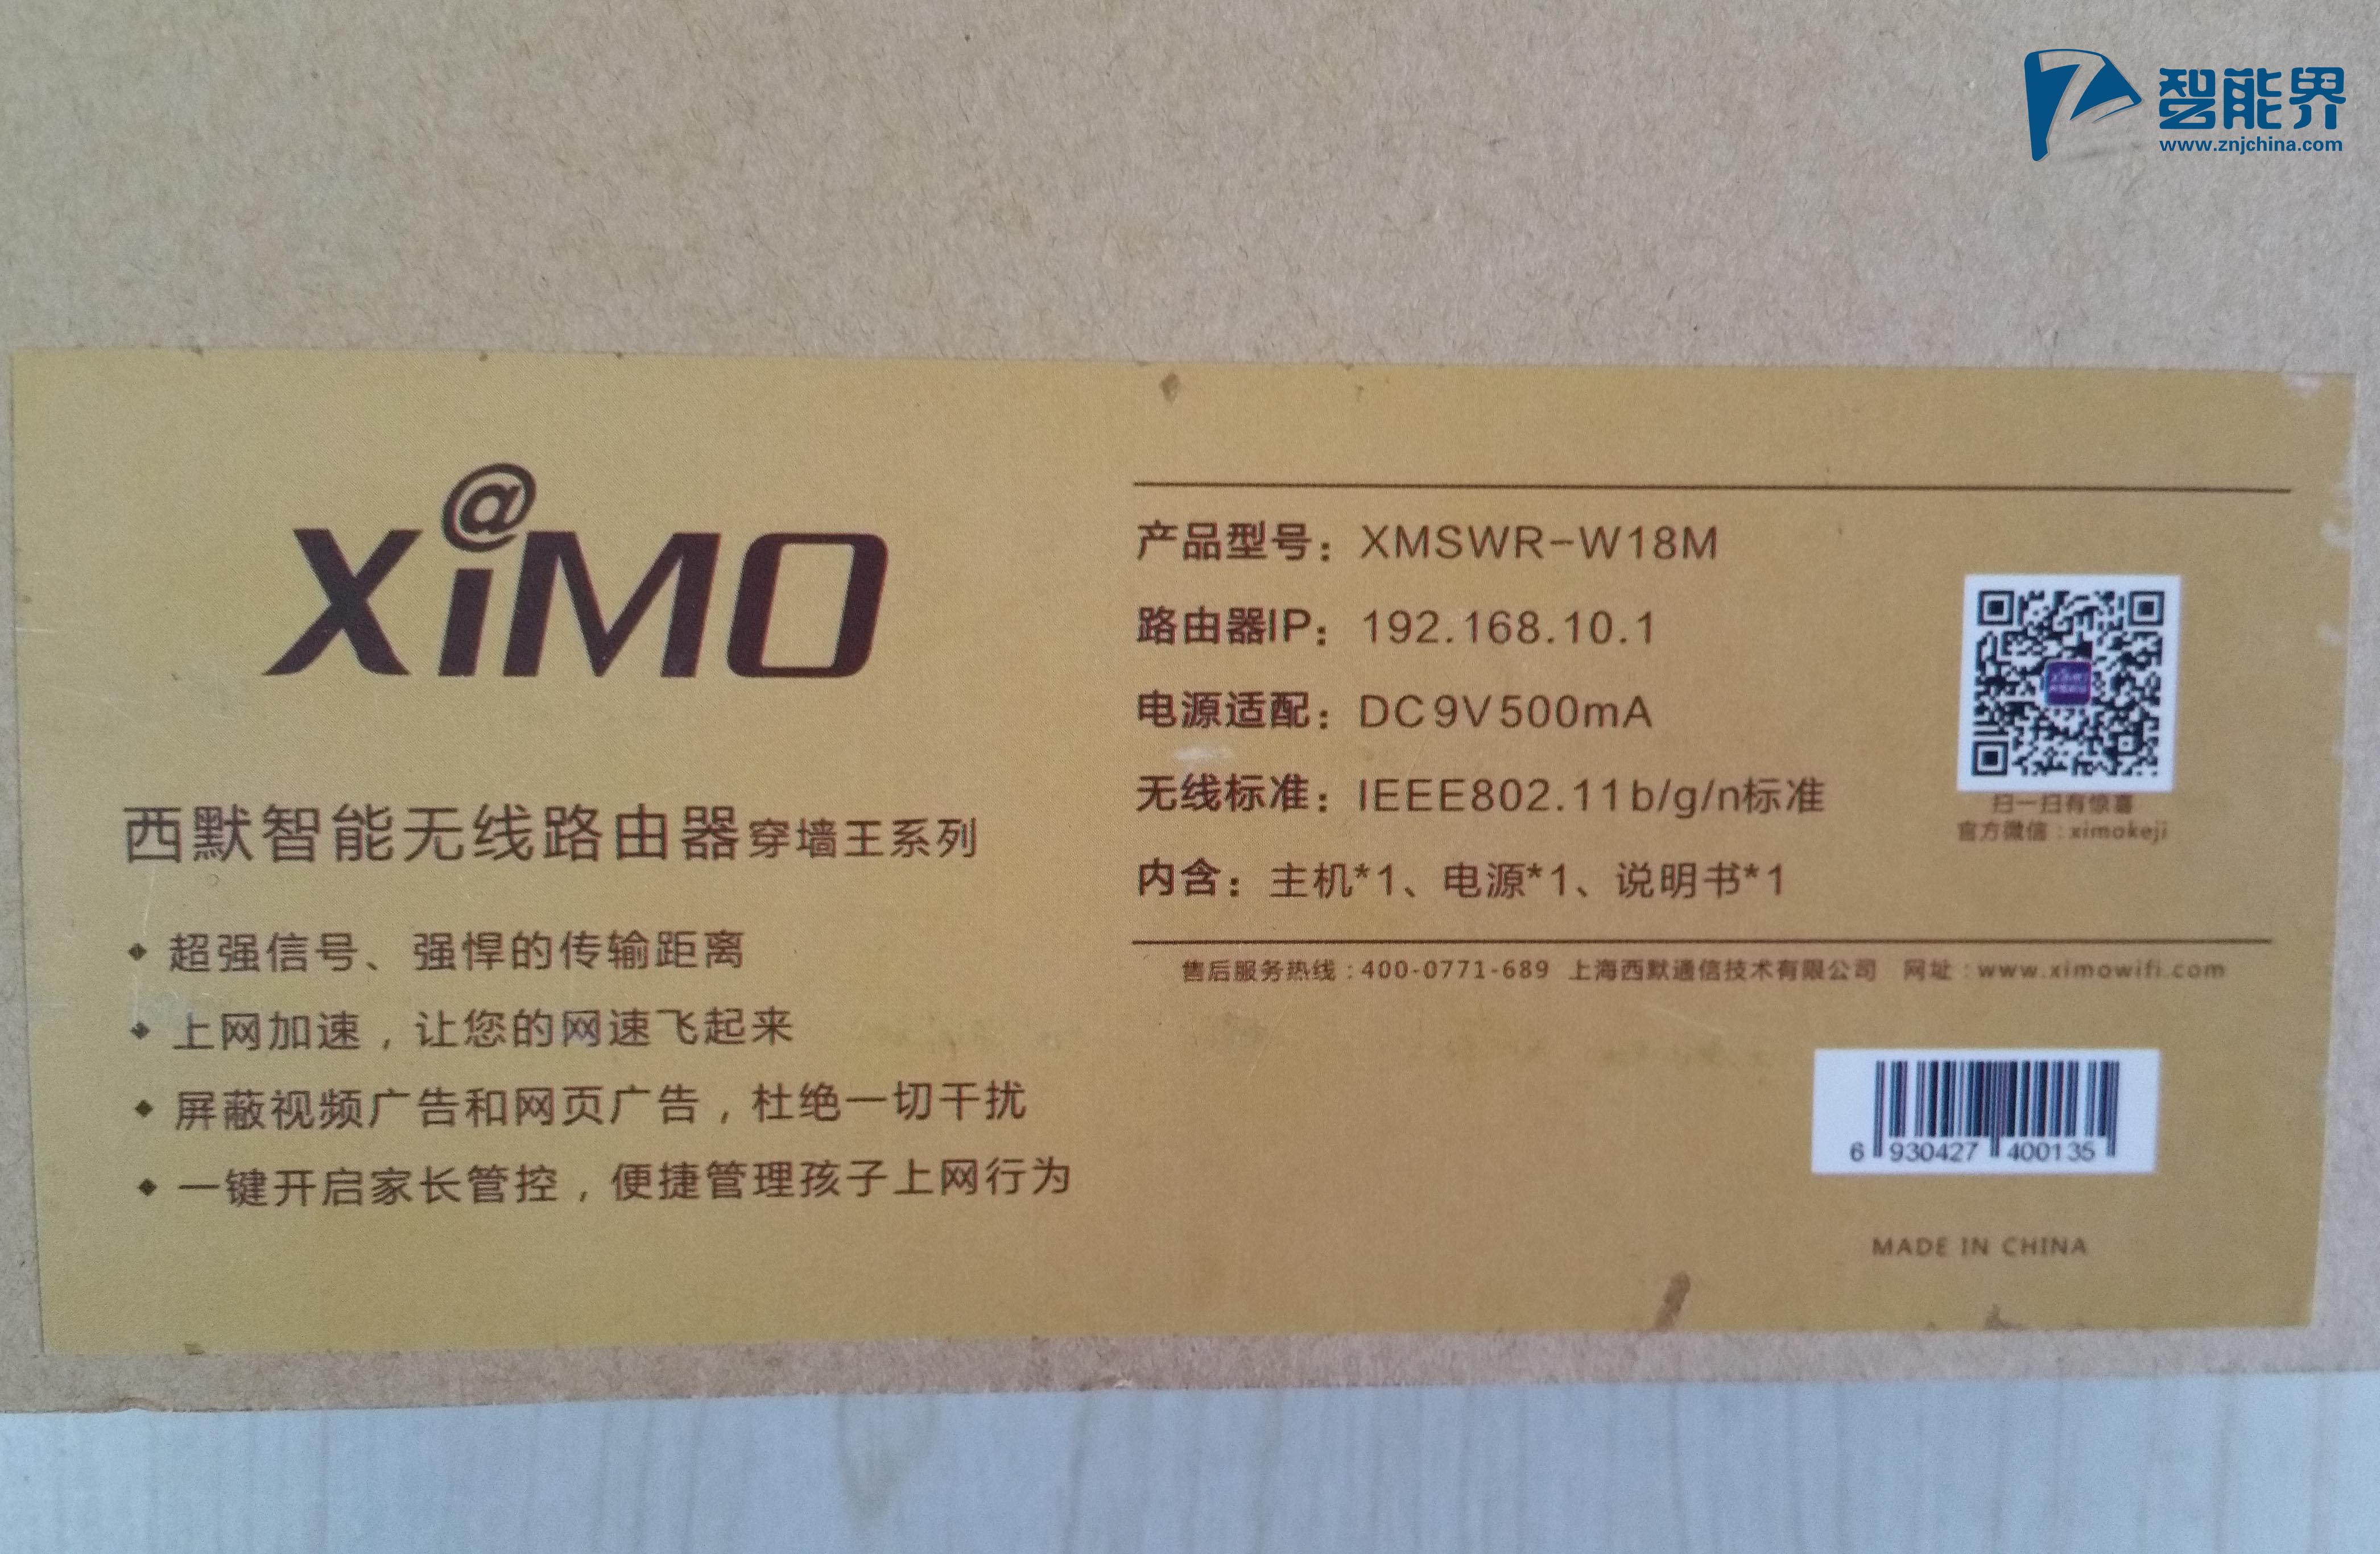 智能界
www.znjchina.com
XiMO
@
西默智能无线路由器穿墙王系列
◆ 超强信号、强悍的传输距离
◆ 上网加速，让您的网速飞起来
◆ 屏蔽视频广告和网页广告，杜绝一切干扰
◆ 一键开启家长管控，便捷管理孩子上网行为
产品型号：XMSWR-W18M
路由器IP：192.168.10.1
电源适配：DC9V500mA
无线标准：IEEE802.11b/g/n标准
内含：主机*1、电源*1、说明书*1
扫一扫有惊喜
官方微信：ximokeji
售后服务热线：400-0771-689 上海西默通信技术有限公司 网址：www.ximowifi.com
6 930427 400135
MADE IN CHINA